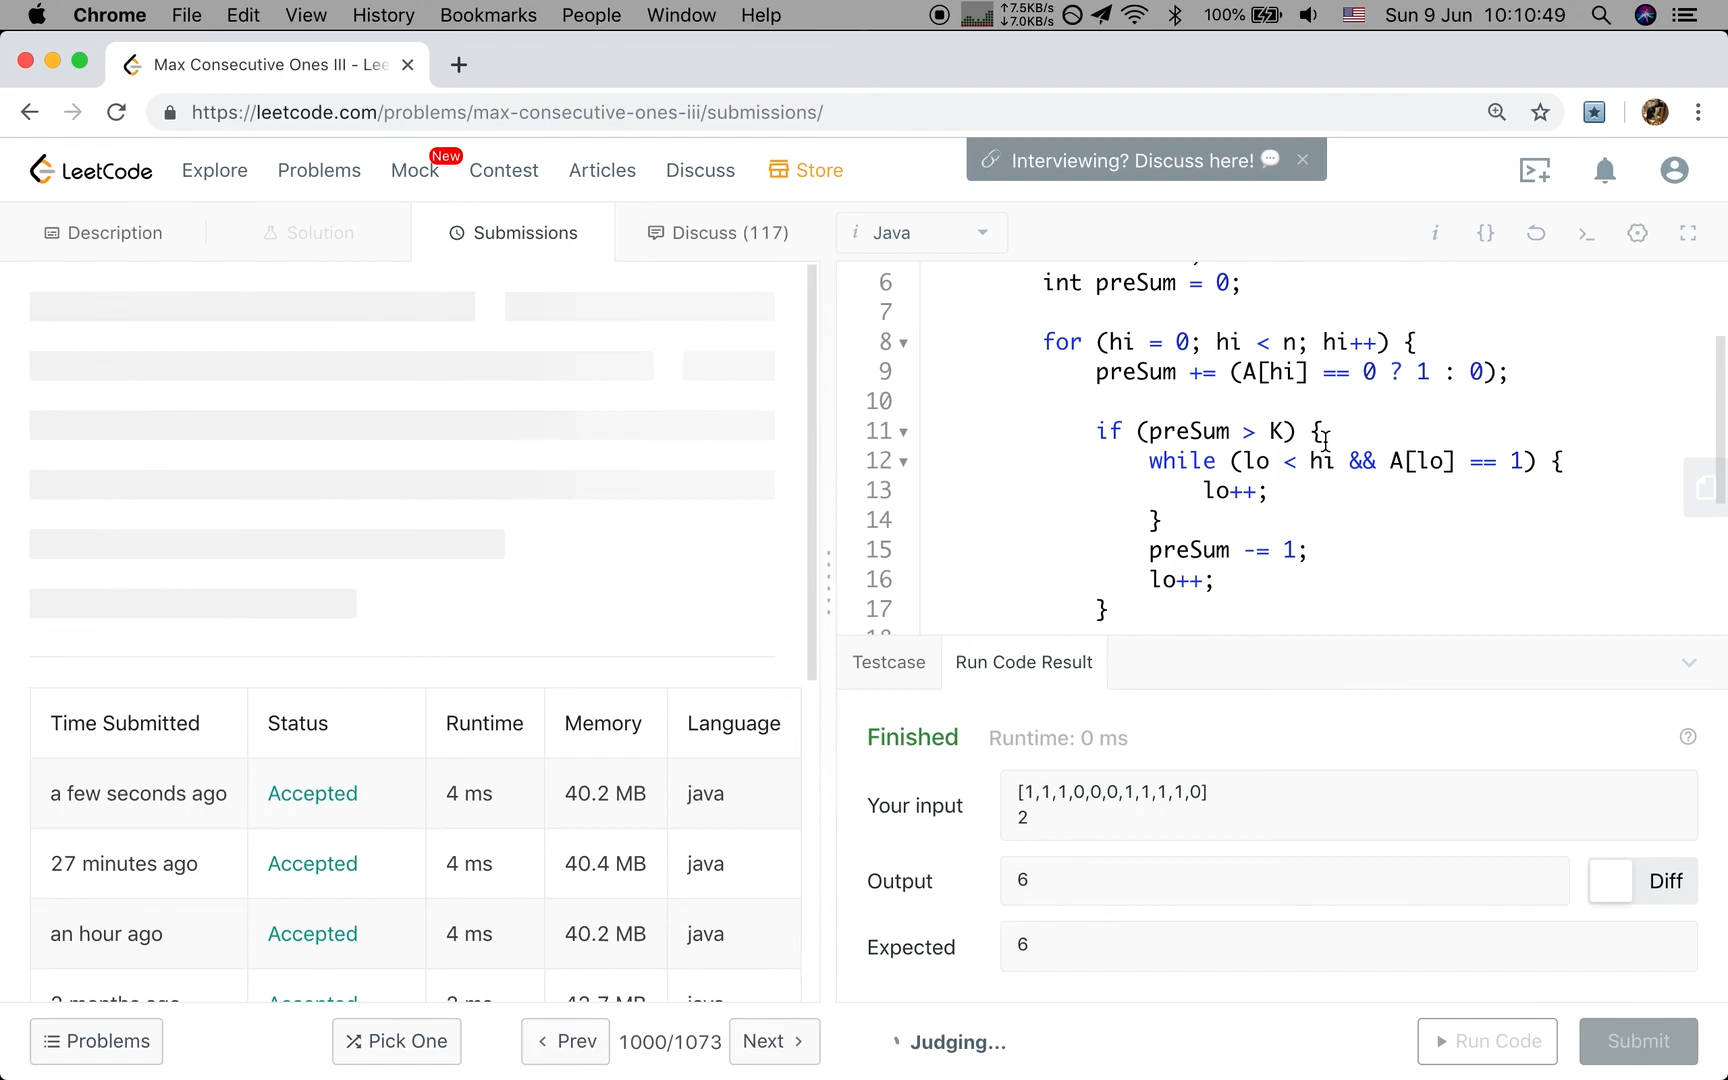 Chrome File Edit View History Bookmarks People Window Help
↑7.5KB/s
↓7.0KB/s
100%
Sun 9 Jun 10:10:49
Max Consecutive Ones III - Lee
https://leetcode.com/problems/max-consecutive-ones-iii/submissions/
LeetCode Explore Problems Mock New Contest Articles Discuss Store
Interviewing? Discuss here!
Description Solution Submissions Discuss (117)
i Java
6 int preSum = 0;
7
8 for (hi = 0; hi < n; hi++) {
9 preSum += (A[hi] == 0 ? 1 : 0);
10
11 if (preSum > K) {
12 while (lo < hi && A[lo] == 1) {
13 lo++;
14 }
15 preSum -= 1;
16 lo++;
17 }
Testcase Run Code Result
Finished Runtime: 0 ms
Your input
[1,1,1,0,0,0,1,1,1,1,0]
2
Output 6 Diff
Expected 6
Time Submitted Status Runtime Memory Language
a few seconds ago Accepted 4 ms 40.2 MB java
27 minutes ago Accepted 4 ms 40.4 MB java
an hour ago Accepted 4 ms 40.2 MB java
Problems Pick One Prev 1000/1073 Next Judging... Run Code Submit